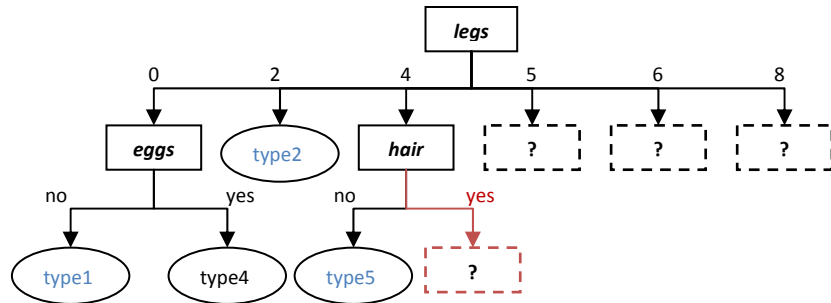 legs
0 2 4 5 6 8
eggs type2 hair ? ? ?
no yes no yes
type1 type4 type5 ?